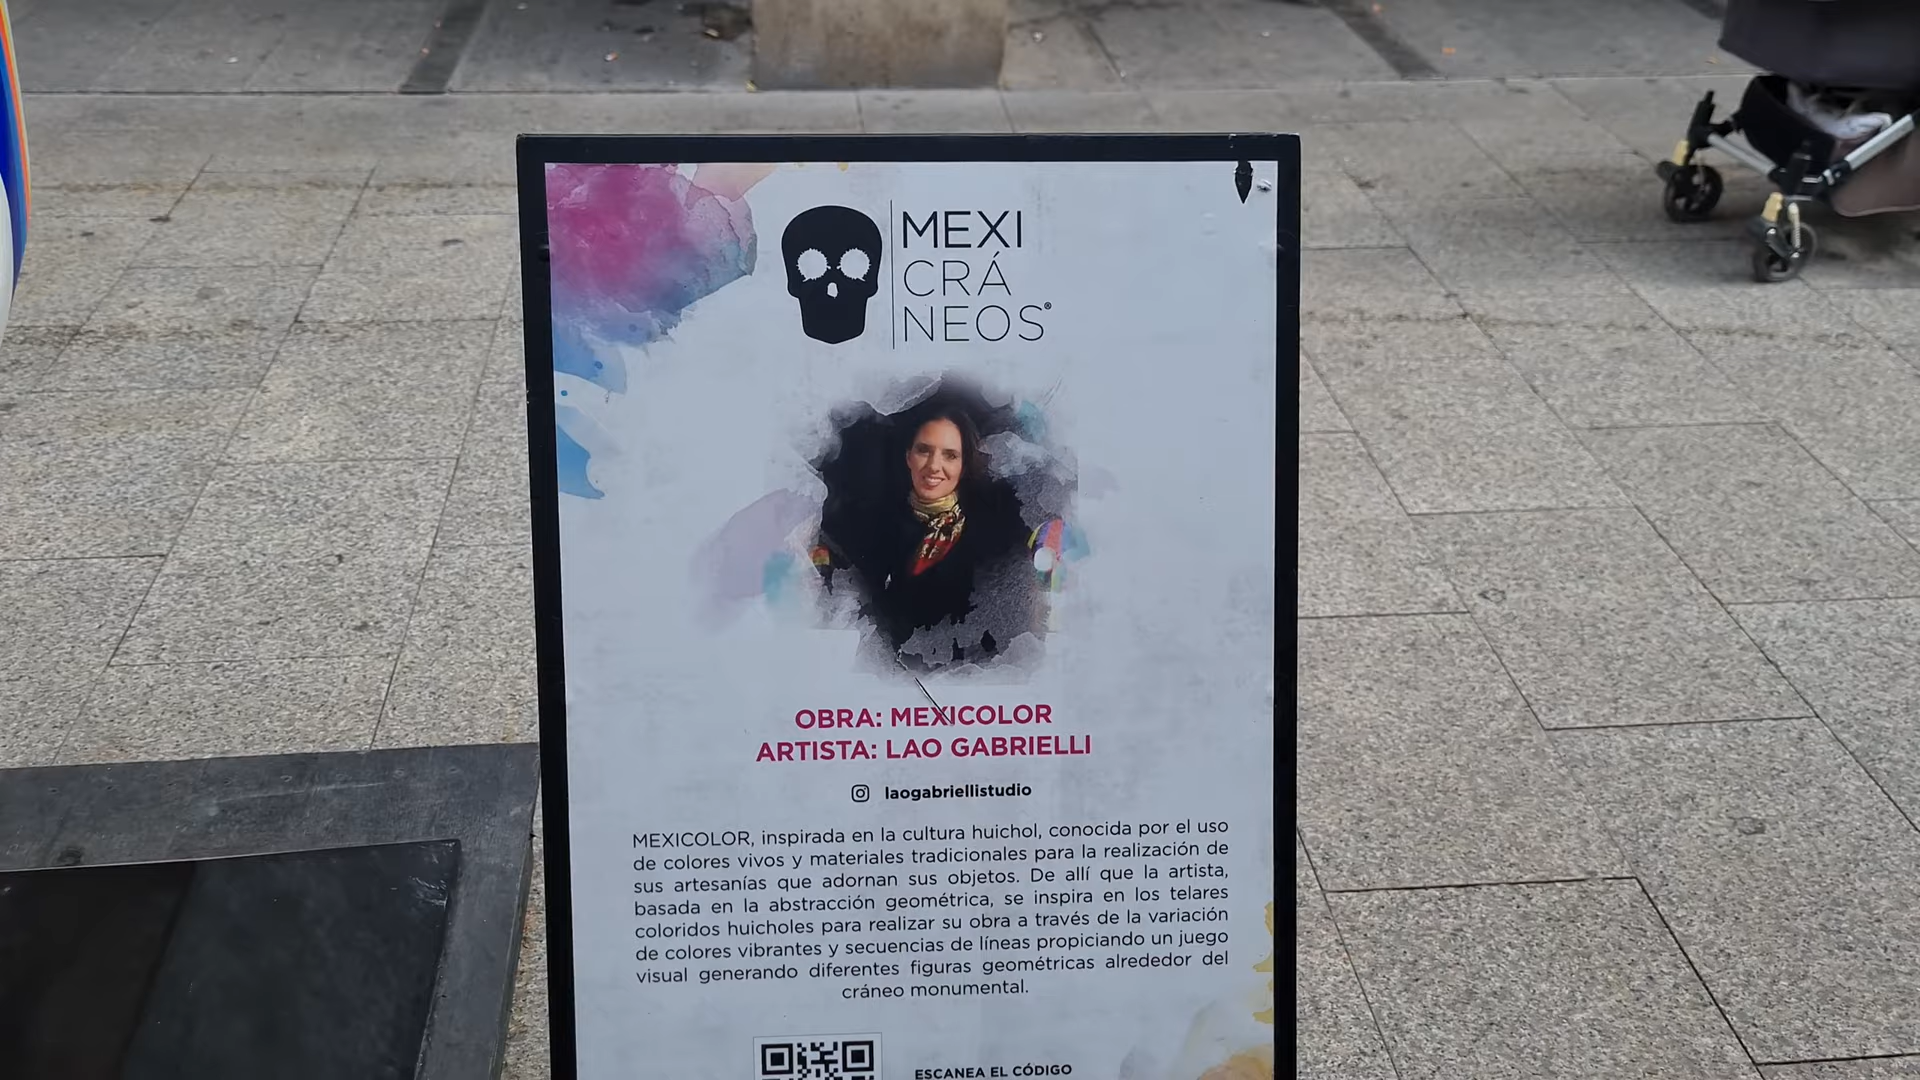 MEXI
CRÁ
NEOS®
OBRA: MEXICOLOR
ARTISTA: LAO GABRIELLI
laogabriellistudio
MEXICOLOR, inspirada en la cultura huichol, conocida por el uso
de colores vivos y materiales tradicionales para la realización de
sus artesanías que adornan sus objetos. De allí que la artista,
basada en la abstracción geométrica, se inspira en los telares
coloridos huicholes para realizar su obra a través de la variación
de colores vibrantes y secuencias de líneas propiciando un juego
visual generando diferentes figuras geométricas alrededor del
cráneo monumental.
ESCANEA EL CÓDIGO